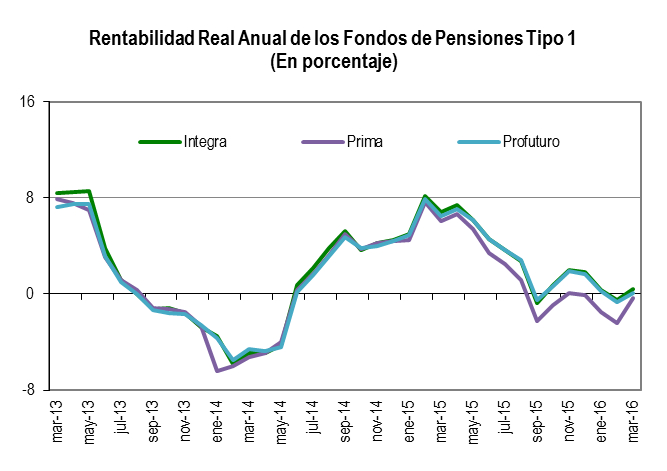 Rentabilidad Real Anual de los Fondos de Pensiones Tipo 1
(En porcentaje)
16
Integra Prima Profuturo
8
0
-8
mar-13 may-13 jul-13 sep-13 nov-13 ene-14 mar-14 may-14 jul-14 sep-14 nov-14 ene-15 mar-15 may-15 jul-15 sep-15 nov-15 ene-16 mar-16